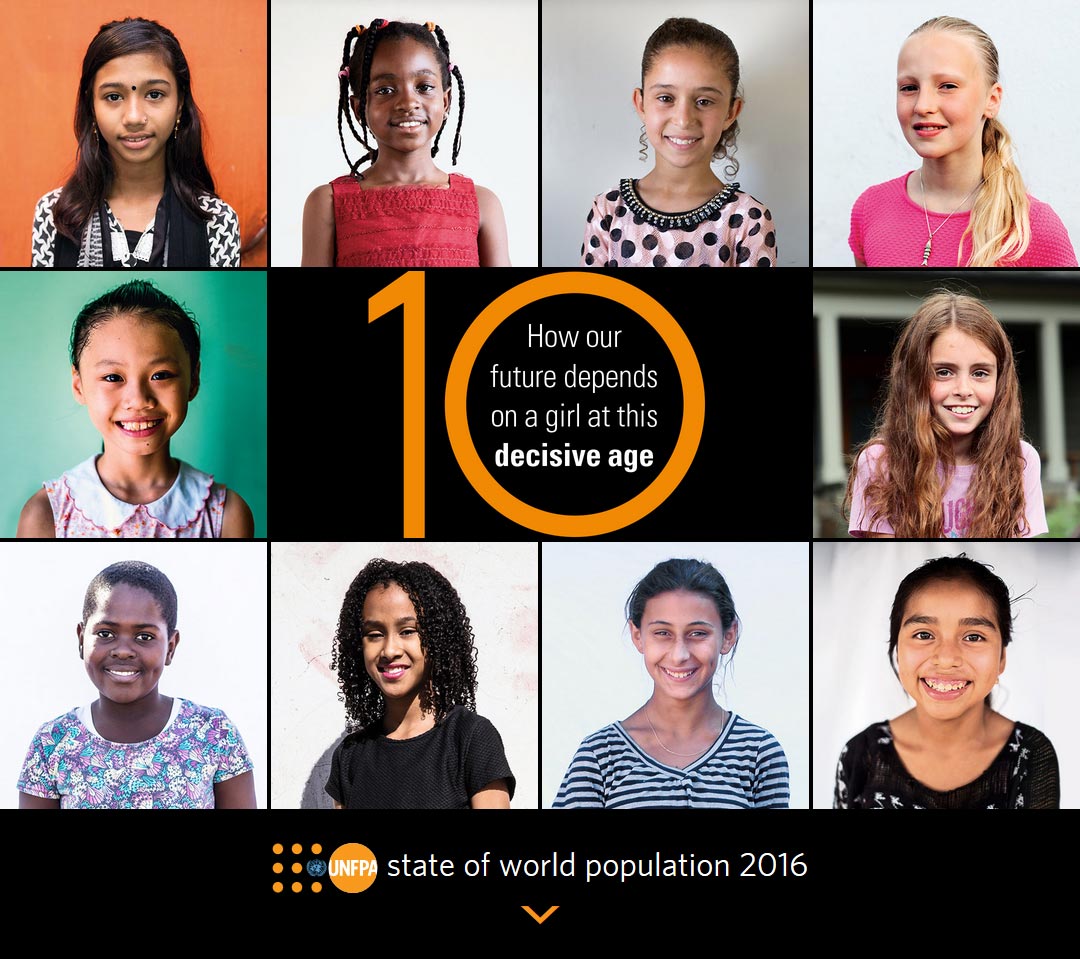 10
How our
future depends
on a girl at this
decisive age
UNFPA state of world population 2016